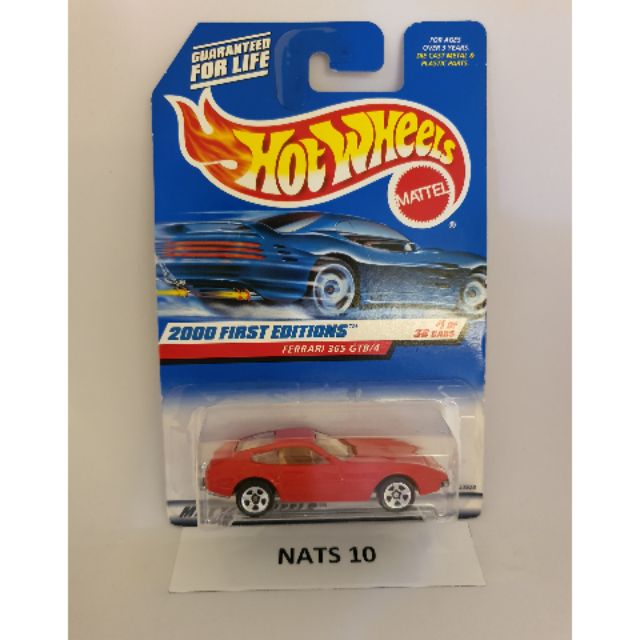 GUARANTEED
FOR LIFE
FOR AGES
OVER 3 YEARS.
DIE CAST METAL &
PLASTIC PARTS.
HOT WHEELS
MATTEL
®
2000 FIRST EDITIONS™
#1 OF
36 CARS
FERRARI 365 GTB/4
NATS 10